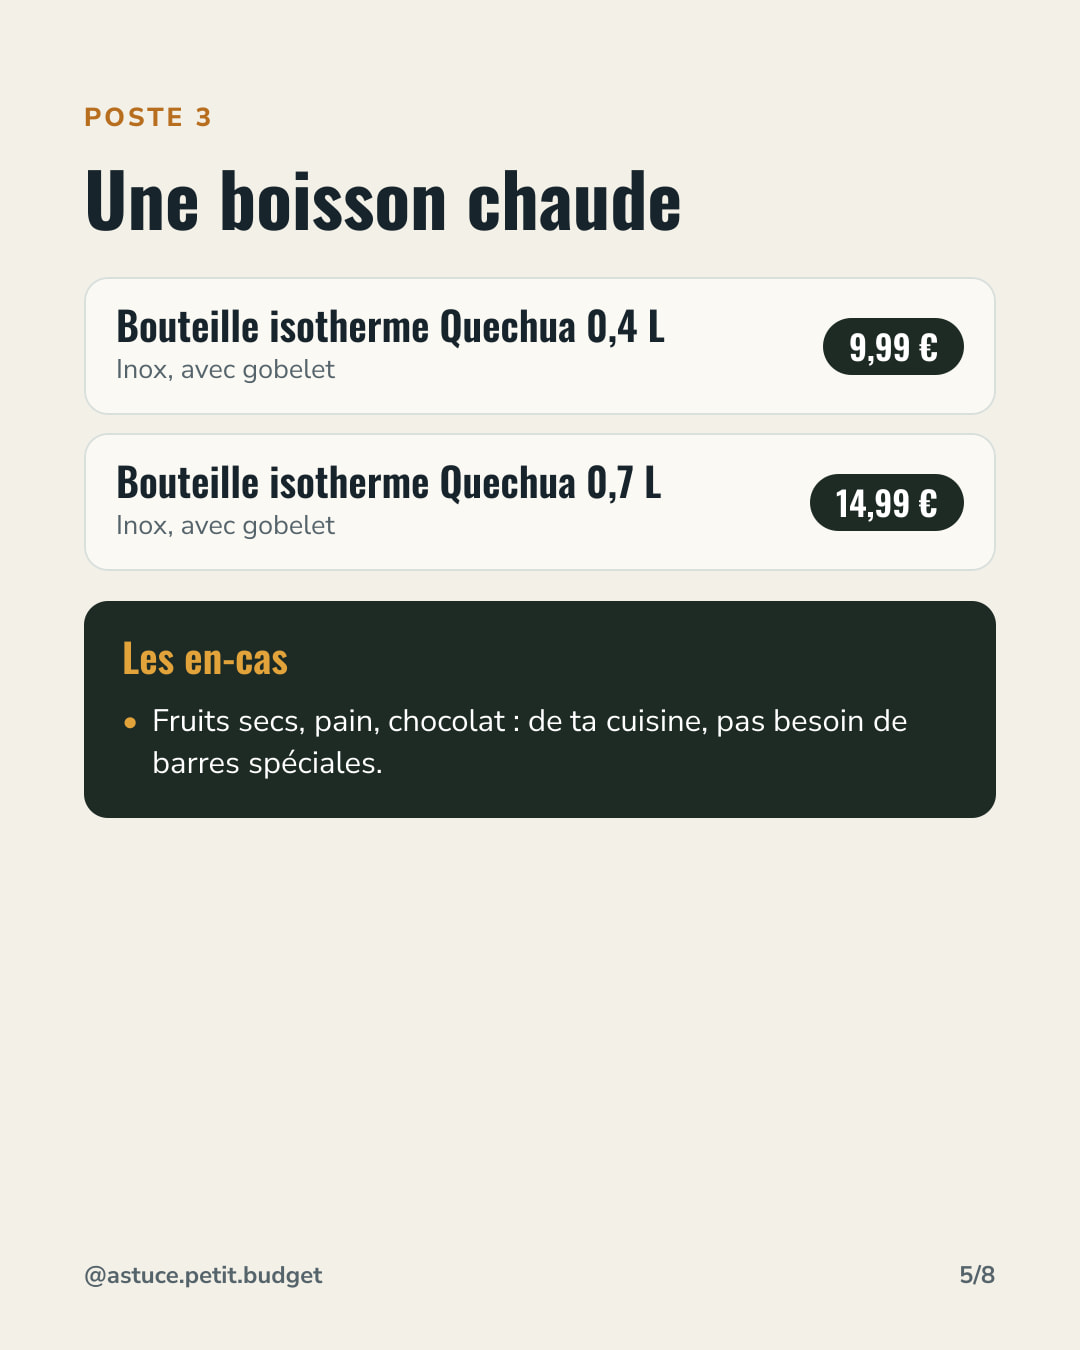 POSTE 3
Une boisson chaude
Bouteille isotherme Quechua 0,4 L
Inox, avec gobelet
9,99 €
Bouteille isotherme Quechua 0,7 L
Inox, avec gobelet
14,99 €
Les en-cas
• Fruits secs, pain, chocolat : de ta cuisine, pas besoin de
barres spéciales.
@astuce.petit.budget
5/8